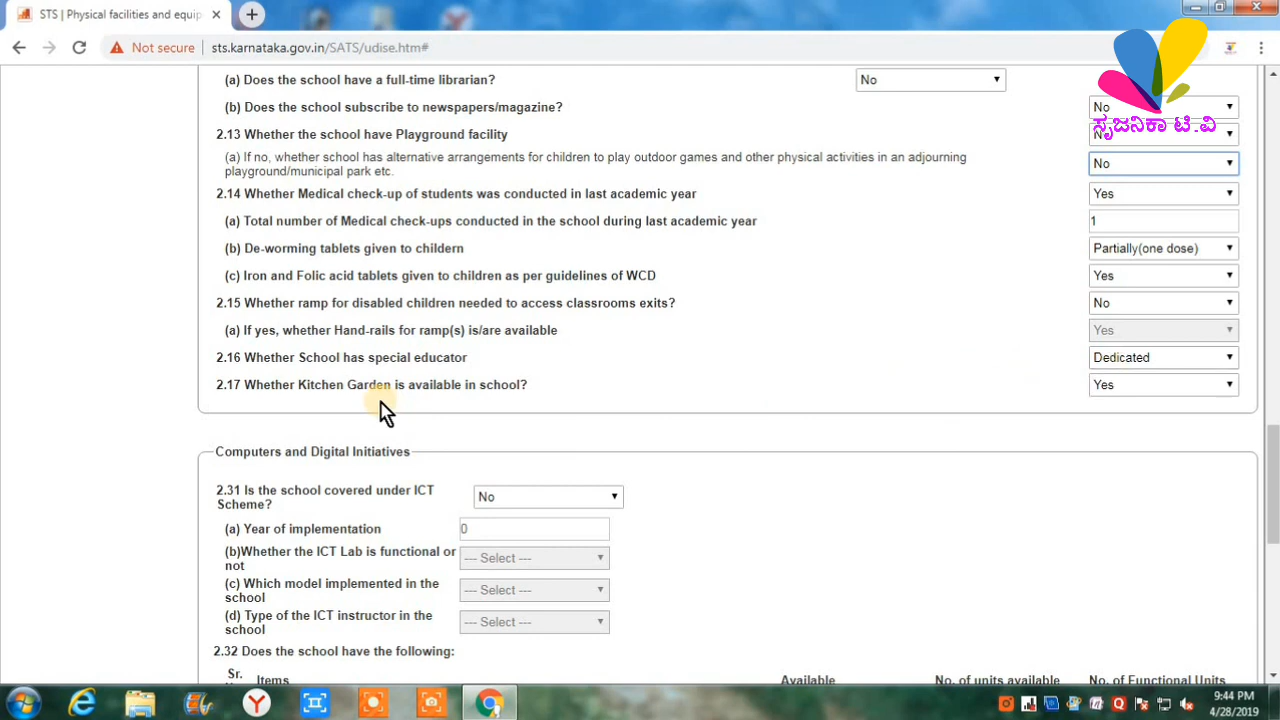 STS | Physical facilities and equip
Not secure sts.karnataka.gov.in/SATS/udise.htm#
(a) Does the school have a full-time librarian? No
(b) Does the school subscribe to newspapers/magazine? No
2.13 Whether the school have Playground facility
ಸೃಜನಿಕಾ ಟಿ.ವಿ
(a) If no, whether school has alternative arrangements for children to play outdoor games and other physical activities in an adjourning No
playground/municipal park etc.
2.14 Whether Medical check-up of students was conducted in last academic year Yes
(a) Total number of Medical check-ups conducted in the school during last academic year 1
(b) De-worming tablets given to childern Partially(one dose)
(c) Iron and Folic acid tablets given to children as per guidelines of WCD Yes
2.15 Whether ramp for disabled children needed to access classrooms exits? No
(a) If yes, whether Hand-rails for ramp(s) is/are available Yes
2.16 Whether School has special educator Dedicated
2.17 Whether Kitchen Garden is available in school? Yes
Computers and Digital Initiatives
2.31 Is the school covered under ICT No
Scheme?
(a) Year of implementation 0
(b)Whether the ICT Lab is functional or --- Select ---
not
(c) Which model implemented in the --- Select ---
school
(d) Type of the ICT instructor in the --- Select ---
school
2.32 Does the school have the following:
Sr.
Items Available No. of units available No. of Functional Units
9:44 PM
4/28/2019